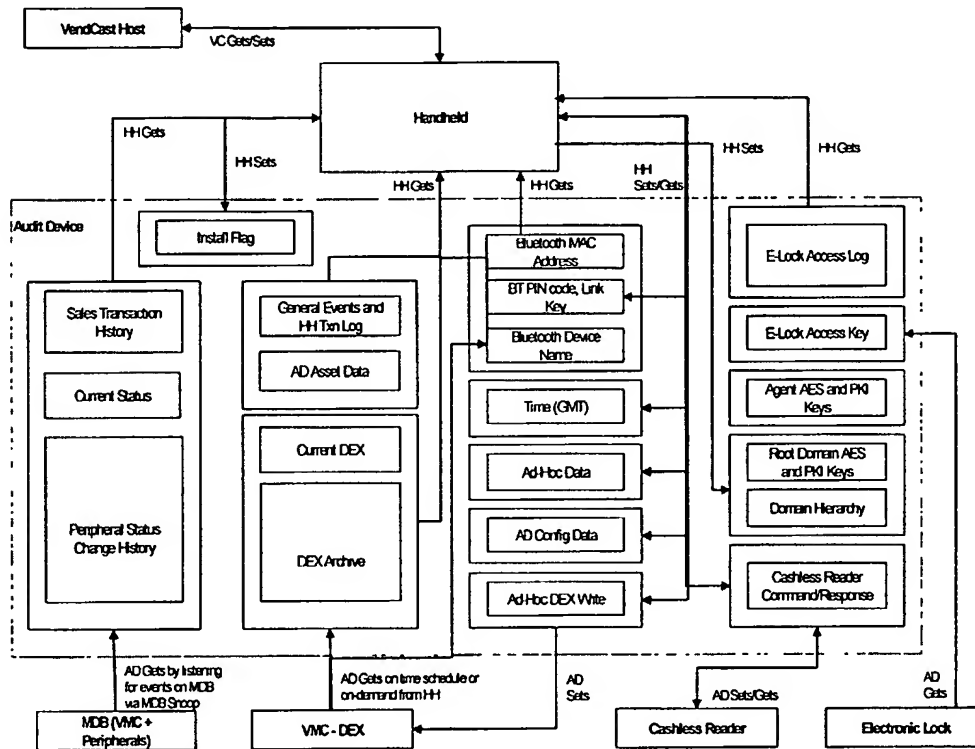 VendCast Host
VC Gets/Sets
Handheld
HH Gets
HH Sets
HH Gets
HH Gets
HH
Sets/Gets
HH Sets
HH Gets
Audit Device
Install Flag
Sales Transaction
History
Current Status
Peripheral Status
Change History
General Events and
HH Txn Log
AD Asset Data
Current DEX
DEX Archive
Bluetooth MAC
Address
BT PIN code, Link
Key
Bluetooth Device
Name
Time (GMT)
Ad-Hoc Data
AD Config Data
Ad-Hoc DEX Write
E-Lock Access Log
E-Lock Access Key
Agent AES and PKI
Keys
Root Domain AES
and PKI Keys
Domain Hierarchy
Cashless Reader
Command/Response
AD Gets by listening
for events on MDB
via MDB Snoop
AD Gets on time schedule or
on-demand from HH
AD
Sets
AD Sets/Gets
AD
Gets
MDB (VMC +
Peripherals)
VMC - DEX
Cashless Reader
Electronic Lock